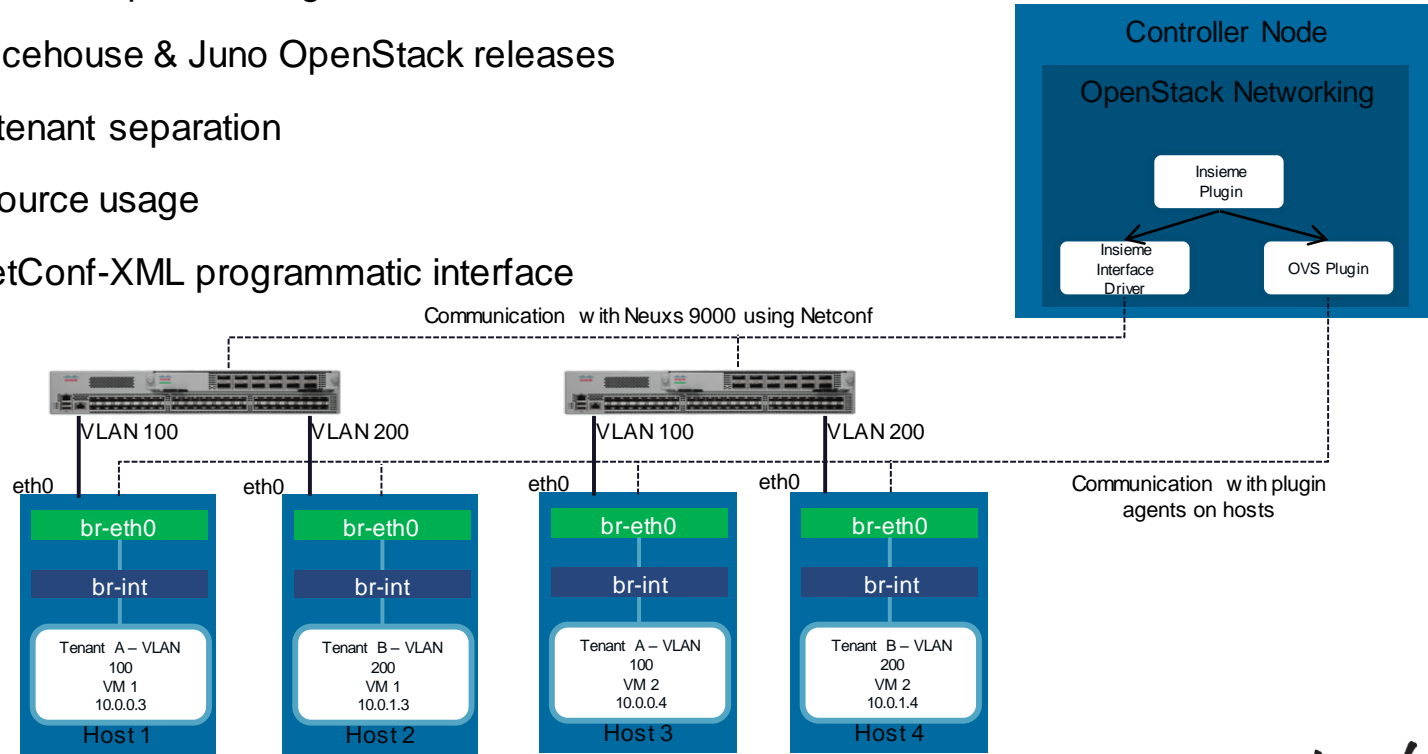 cehouse & Juno OpenStack releases
tenant separation
ource usage
etConf-XML programmatic interface
Controller Node
OpenStack Networking
Insieme
Plugin
Insieme
Interface
Driver
OVS Plugin
Communication with Neuxs 9000 using Netconf
VLAN 100
VLAN 200
VLAN 100
VLAN 200
eth0
eth0
eth0
eth0
Communication with plugin
agents on hosts
br-eth0
br-eth0
br-eth0
br-eth0
br-int
br-int
br-int
br-int
Tenant A – VLAN
100
VM 1
10.0.0.3
Host 1
Tenant B – VLAN
200
VM 1
10.0.1.3
Host 2
Tenant A – VLAN
100
VM 2
10.0.0.4
Host 3
Tenant B – VLAN
200
VM 2
10.0.1.4
Host 4